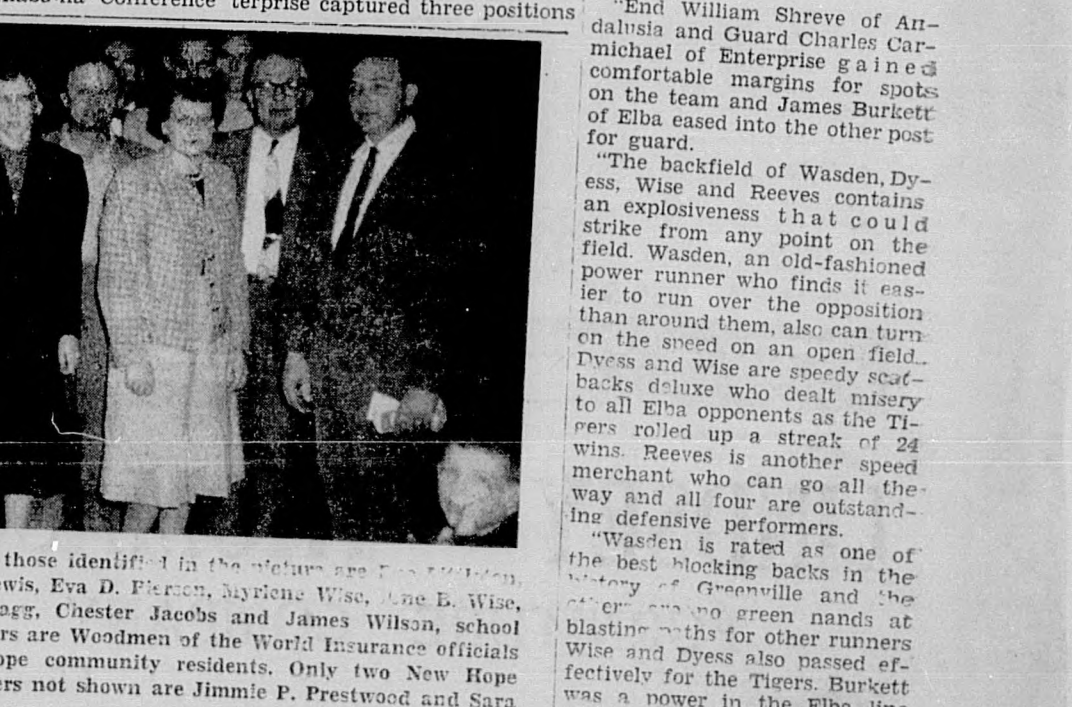 Conference terprise captured three positions
those identified in the picture are
wis, Eva D. Pierson, Myrlene Wise, B. Wise,
agg, Chester Jacobs and James Wilson, school
rs are Woodmen of the World Insurance officials
ope community residents. Only two New Hope
ers not shown are Jimmie P. Prestwood and Sara
"End William Shreve of An-
dalusia and Guard Charles Car-
michael of Enterprise gained
comfortable margins for spots
on the team and James Burkett
of Elba eased into the other post
for guard.
"The backfield of Wasden, Dy-
ess, Wise and Reeves contains
an explosiveness that could
strike from any point on the
field. Wasden, an old-fashioned
power runner who finds it eas-
ier to run over the opposition
than around them, also can turn
on the speed on an open field.
Dyess and Wise are speedy scat-
backs deluxe who dealt misery
to all Elba opponents as the Ti-
gers rolled up a streak of 24
wins. Reeves is another speed
merchant who can go all the
way and all four are outstand-
ing defensive performers.
"Wasden is rated as one of
the best blocking backs in the
history of Greenville and the
no green hands at
blasting paths for other runners
Wise and Dyess also passed ef-
fectively for the Tigers. Burkett
was a power in the Elba line